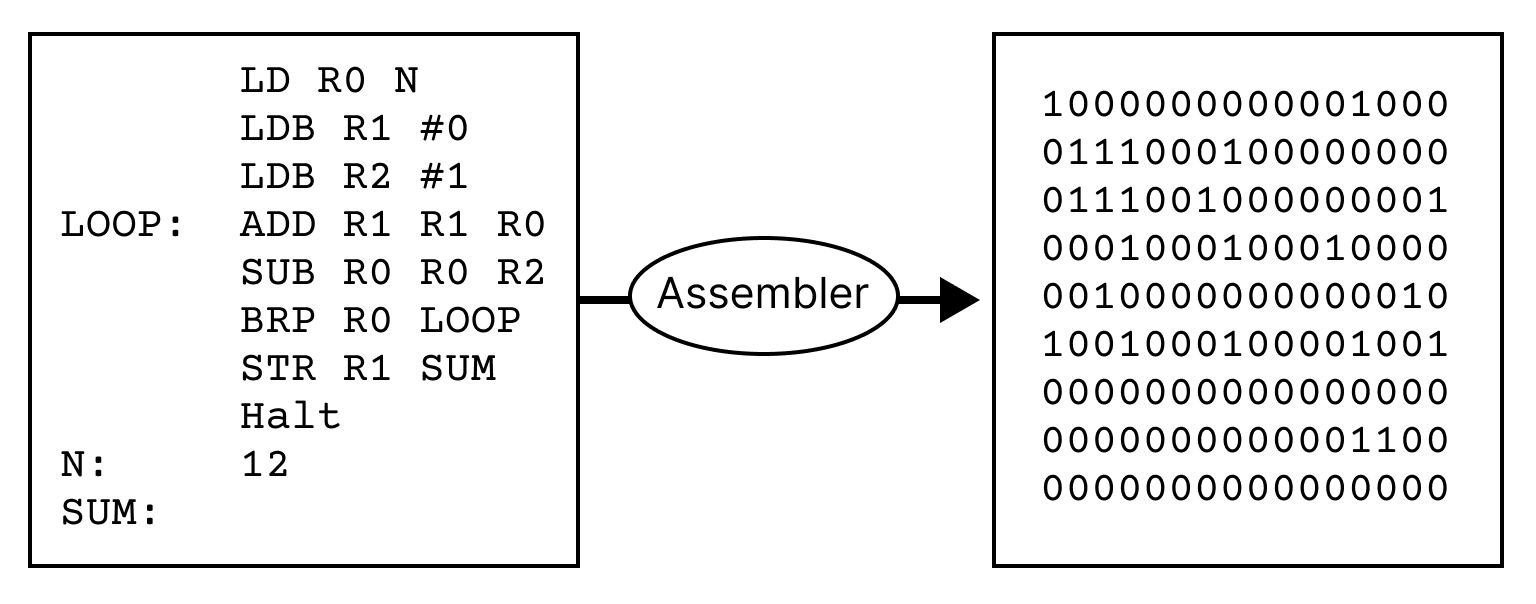 LD R0 N
LDB R1 #0
LDB R2 #1
LOOP: ADD R1 R1 R0
SUB R0 R0 R2
BRP R0 LOOP
STR R1 SUM
Halt
N: 12
SUM:
Assembler
1000000000001000
0111000100000000
0111001000000001
0001000100010000
0010000000000010
1001000100001001
0000000000000000
0000000000001100
0000000000000000